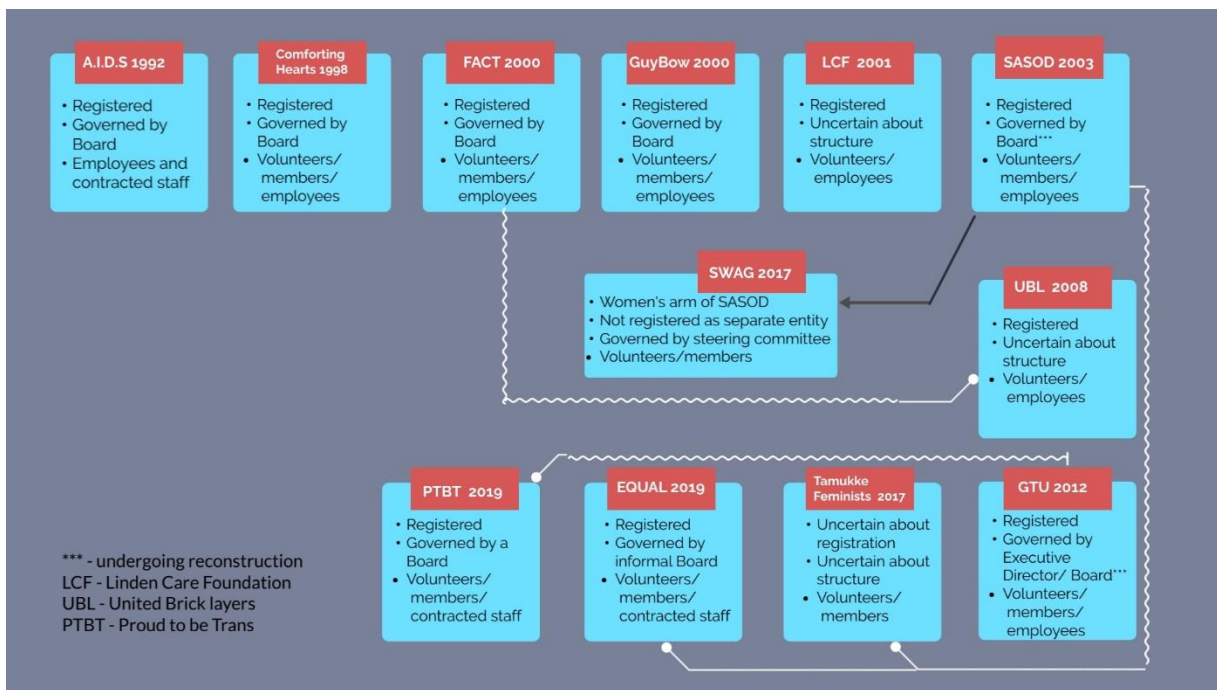 A.I.D.S 1992
• Registered
• Governed by
Board
• Employees and
contracted staff
Comforting
Hearts 1998
• Registered
• Governed by
Board
• Volunteers/
members/
employees
FACT 2000
• Registered
• Governed by
Board
• Volunteers/
members/
employees
GuyBow 2000
• Registered
• Governed by
Board
• Volunteers/
members/
employees
LCF 2001
• Registered
• Uncertain about
structure
• Volunteers/
employees
SASOD 2003
• Registered
• Governed by
Board***
• Volunteers/
members/
employees
SWAG 2017
• Women's arm of SASOD
• Not registered as separate entity
• Governed by steering committee
• Volunteers/members
UBL 2008
• Registered
• Uncertain about
structure
• Volunteers/
employees
PTBT 2019
• Registered
• Governed by a
Board
• Volunteers/
members/
contracted staff
EQUAL 2019
• Registered
• Governed by
informal Board
• Volunteers/
members/
contracted staff
Tamukke
Feminists 2017
• Uncertain about
registration
• Uncertain about
structure
• Volunteers/
members
GTU 2012
• Registered
• Governed by
Executive
Director/ Board***
• Volunteers/
members/
employees
*** - undergoing reconstruction
LCF - Linden Care Foundation
UBL - United Brick layers
PTBT - Proud to be Trans